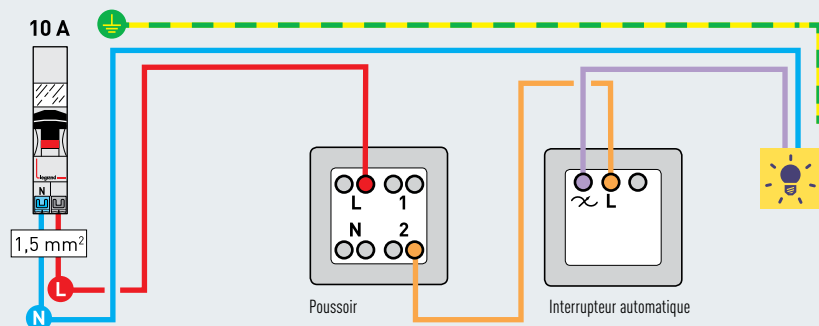 10 A
legrand
N
1,5 mm²
L
N
L 1
N 2
Poussoir
L
Interrupteur automatique